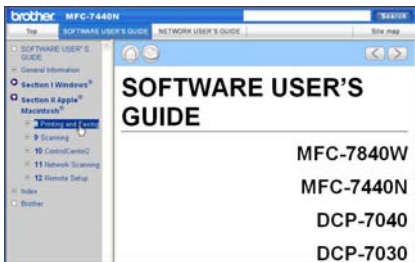 brother MFC-7440N
Search
Top
SOFTWARE USER'S GUIDE
NETWORK USER'S GUIDE
Site map
SOFTWARE USER'S
GUIDE
General Information
Section I Windows®
Section II Apple®
Macintosh®
8 Printing and Faxing
9 Scanning
10 ControlCenter2
11 Network Scanning
12 Remote Setup
Index
Brother
SOFTWARE USER'S
GUIDE
MFC-7840W
MFC-7440N
DCP-7040
DCP-7030